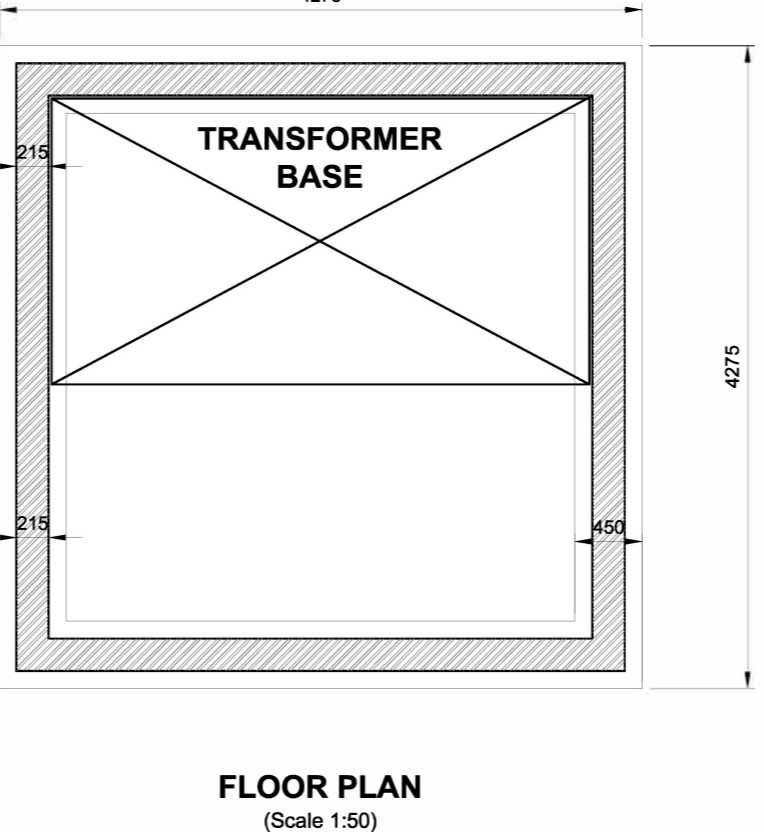 TRANSFORMER
BASE
215
4275
215
450
FLOOR PLAN
(Scale 1:50)